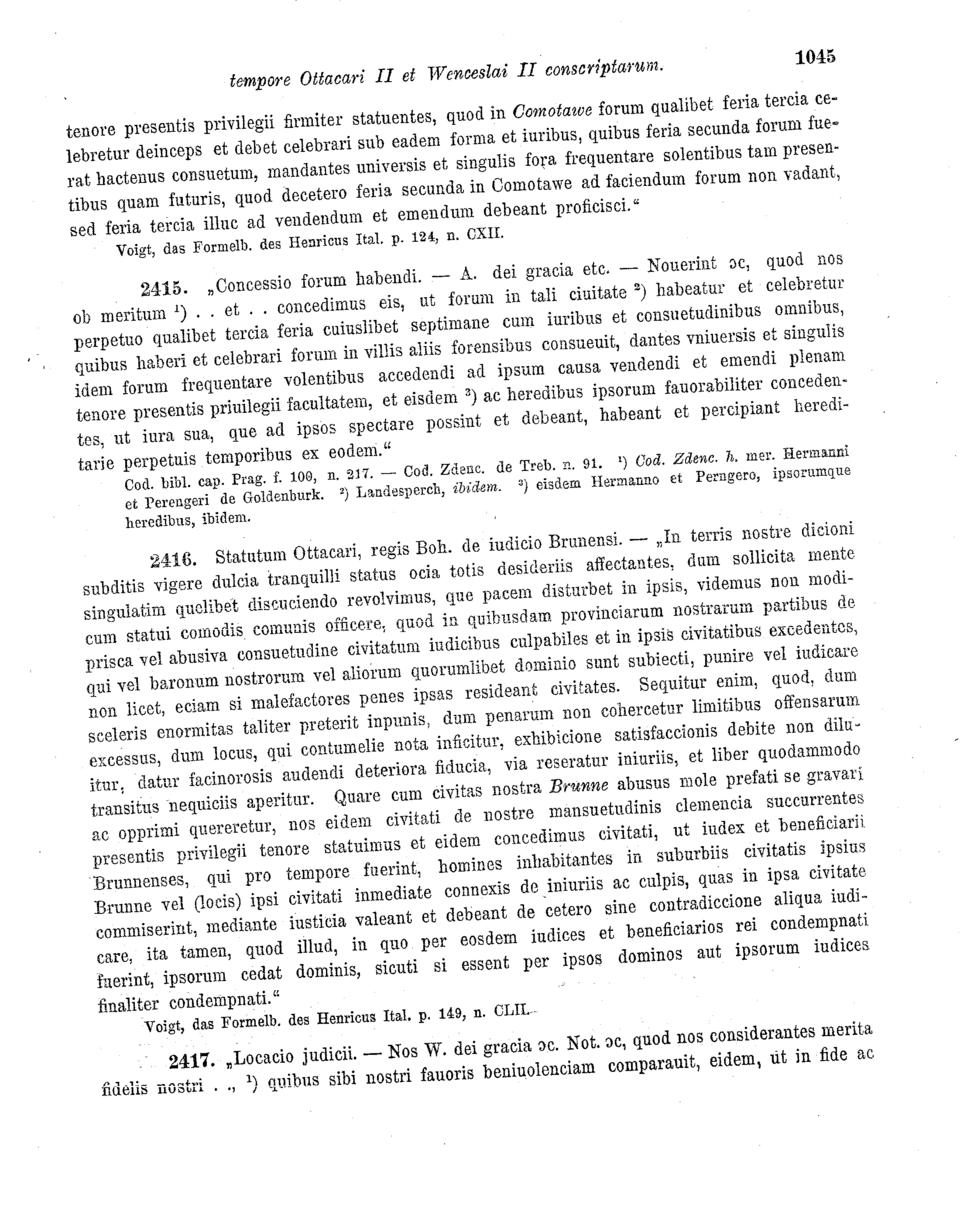 tempore Ottacari II et Wenceslai II conscriptarum. 1045
tenore presentis privilegii firmiter statuentes, quod in Comotawe forum qualibet feria tercia ce-
lebretur deinceps et debet celebrari sub eadem forma et iuribus, quibus feria secunda forum fue-
rat hactenus consuetum, mandantes universis et singulis fora frequentare solentibus tam presen-
tibus quam futuris, quod decetero feria secunda in Comotawe ad faciendum forum non vadant,
sed feria tercia illuc ad vendendum et emendum debeant proficisci.“
Voigt, das Formelb. des Henricus Ital. p. 124, n. CXII.
2415. „Concessio forum habendi. — A. dei gracia etc. — Nouerint ɔc, quod nos
ob meritum ¹) . . et . . concedimus eis, ut forum in tali ciuitate ²) habeatur et celebretur
perpetuo qualibet tercia feria cuiuslibet septimane cum iuribus et consuetudinibus omnibus,
quibus haberi et celebrari forum in villis aliis forensibus consueuit, dantes vniuersis et singulis
idem forum frequentare volentibus accedendi ad ipsum causa vendendi et emendi plenam
tenore presentis priuilegii facultatem, et eisdem ³) ac heredibus ipsorum fauorabiliter conceden-
tes, ut iura sua, que ad ipsos spectare possint et debeant, habeant et percipiant heredi-
tarie perpetuis temporibus ex eodem.“
Cod. bibl. cap. Prag. f. 100, n. 217. — Cod. Zdenc. de Treb. n. 91. ¹) Cod. Zdenc. h. mer. Hermanni
et Perengeri de Goldenburk. ²) Landesperch, ibidem. ³) eisdem Hermanno et Perngero, ipsorumque
heredibus, ibidem.
2416. Statutum Ottacari, regis Boh. de iudicio Brunensi. — „In terris nostre dicioni
subditis vigere dulcia tranquilli status ocia totis desideriis affectantes, dum sollicita mente
singulatim quelibet discuciendo revolvimus, que pacem disturbet in ipsis, videmus non modi-
cum statui comodis comunis officere, quod in quibusdam provinciarum nostrarum partibus de
prisca vel abusiva consuetudine civitatum iudicibus culpabiles et in ipsis civitatibus excedentes,
qui vel baronum nostrorum vel aliorum quorumlibet dominio sunt subiecti, punire vel iudicare
non licet, eciam si malefactores penes ipsas resideant civitates. Sequitur enim, quod, dum
sceleris enormitas taliter preterit inpunis, dum penarum non cohercetur limitibus offensarum
excessus, dum locus, qui contumelie nota inficitur, exhibicione satisfaccionis debite non dilu-
itur, datur facinorosis audendi deteriora fiducia, via reseratur iniuriis, et liber quodammodo
transitus nequiciis aperitur. Quare cum civitas nostra Brunne abusus mole prefati se gravari
ac opprimi quereretur, nos eidem civitati de nostre mansuetudinis clemencia succurrentes
presentis privilegii tenore statuimus et eidem concedimus civitati, ut iudex et beneficiarii
Brunnenses, qui pro tempore fuerint, homines inhabitantes in suburbiis civitatis ipsius
Brunne vel (locis) ipsi civitati inmediate connexis de iniuriis ac culpis, quas in ipsa civitate
commiserint, mediante iusticia valeant et debeant de cetero sine contradiccione aliqua iudi-
care, ita tamen, quod illud, in quo per eosdem iudices et beneficiarios rei condempnati
fuerint, ipsorum cedat dominis, sicuti si essent per ipsos dominos aut ipsorum iudices
finaliter condempnati.“
Voigt, das Formelb. des Henricus Ital. p. 149, n. CLII.
2417. „Locacio judicii. — Nos W. dei gracia ɔc. Not. ɔc, quod nos considerantes merita
fidelis nostri . ., ¹) quibus sibi nostri fauoris beniuolenciam comparauit, eidem, ut in fide ac